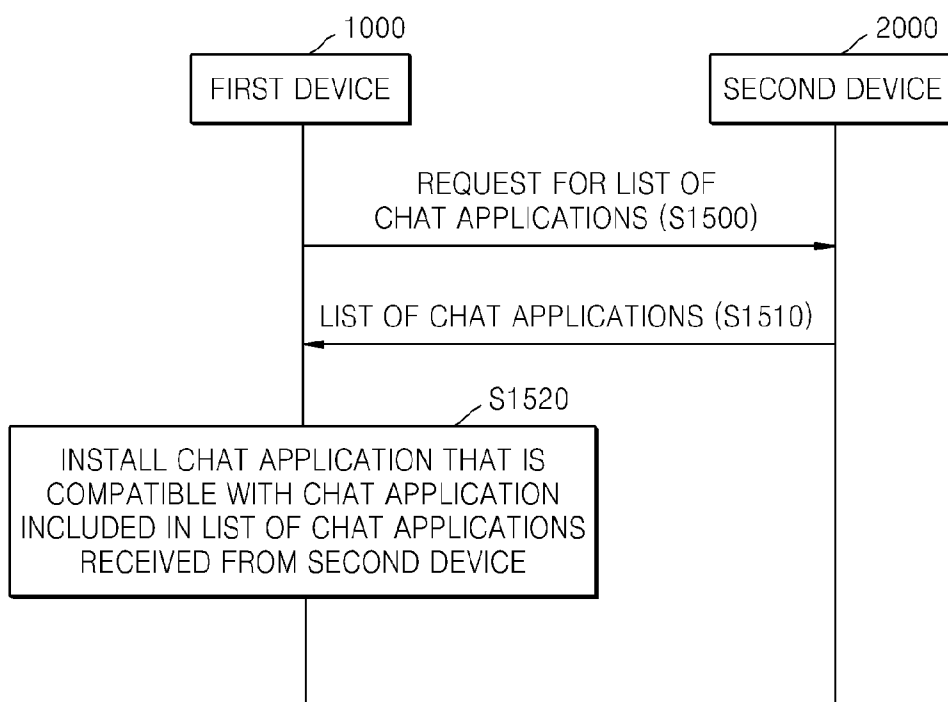 1000
2000
FIRST DEVICE
SECOND DEVICE
REQUEST FOR LIST OF
CHAT APPLICATIONS (S1500)
LIST OF CHAT APPLICATIONS (S1510)
S1520
INSTALL CHAT APPLICATION THAT IS
COMPATIBLE WITH CHAT APPLICATION
INCLUDED IN LIST OF CHAT APPLICATIONS
RECEIVED FROM SECOND DEVICE